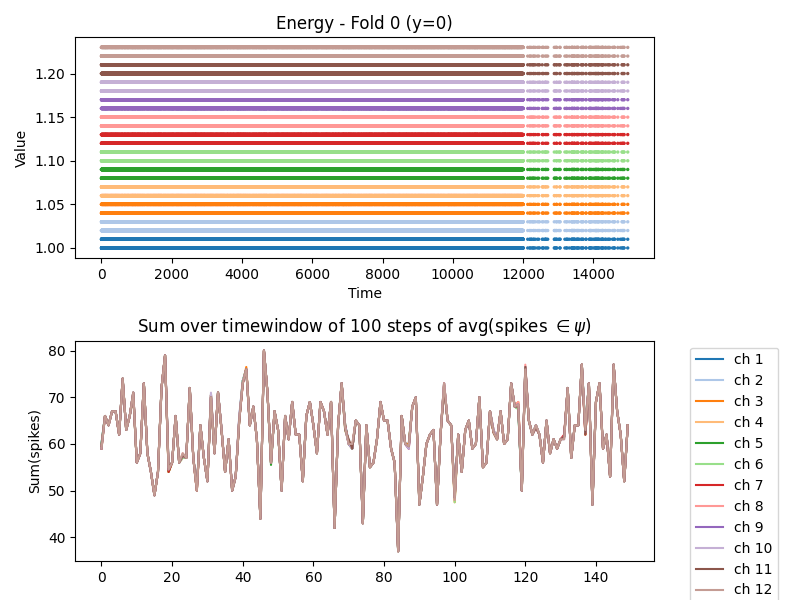 Energy - Fold 0 (y=0)
Value
1.20
1.15
1.10
1.05
1.00
0 2000 4000 6000 8000 10000 12000 14000
Time
Sum over timewindow of 100 steps of avg(spikes ∈ ψ)
Sum(spikes)
80
70
60
50
40
0 20 40 60 80 100 120 140
ch 1
ch 2
ch 3
ch 4
ch 5
ch 6
ch 7
ch 8
ch 9
ch 10
ch 11
ch 12